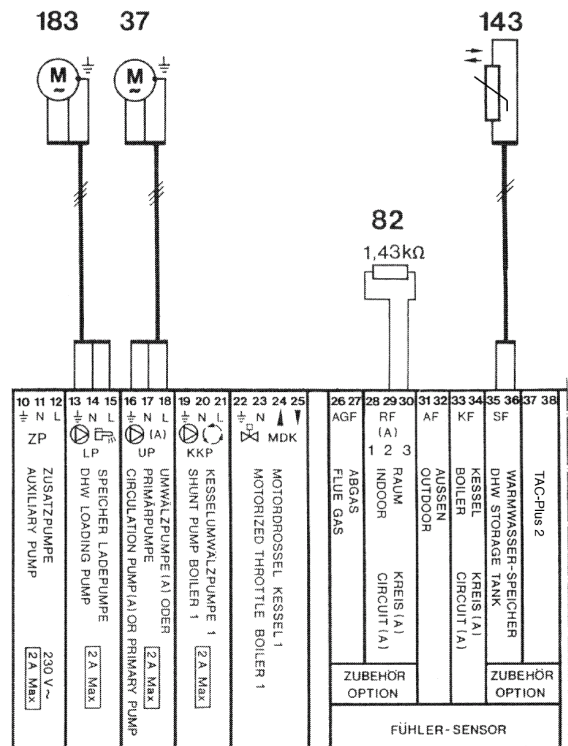 183
37
143
M
~
M
~
82
1,43kΩ
10 11 12
13 14 15
16 17 18
19 20 21
22 23 24 25
26 27
28 29 30
31 32
33 34
35 36
37 38
N L
N L
N L
N L
N
ZP
LP
(A)
UP
KKP
MDK
AGF
RF
(A)
1 2 3
AF
KF
SF
ZUSATZPUMPE
AUXILIARY PUMP
230 V~
2 A Max
SPEICHER LADEPUMPE
DHW LOADING PUMP
2 A Max
UMWÄLZPUMPE (A) ODER
PRIMÄRPUMPE
CIRCULATION PUMP (A) OR PRIMARY PUMP
2 A Max
KESSELUMWÄLZPUMPE 1
SHUNT PUMP BOILER 1
2 A Max
MOTORDROSSEL KESSEL 1
MOTORIZED THROTTLE BOILER 1
ABGAS
FLUE GAS
RAUM KREIS (A)
INDOOR CIRCUIT (A)
AUSSEN
OUTDOOR
KESSEL KREIS (A)
BOILER CIRCUIT (A)
WARMWASSER-SPEICHER
DHW STORAGE TANK
TAC-Plus 2
ZUBEHÖR
OPTION
ZUBEHÖR
OPTION
FÜHLER-SENSOR